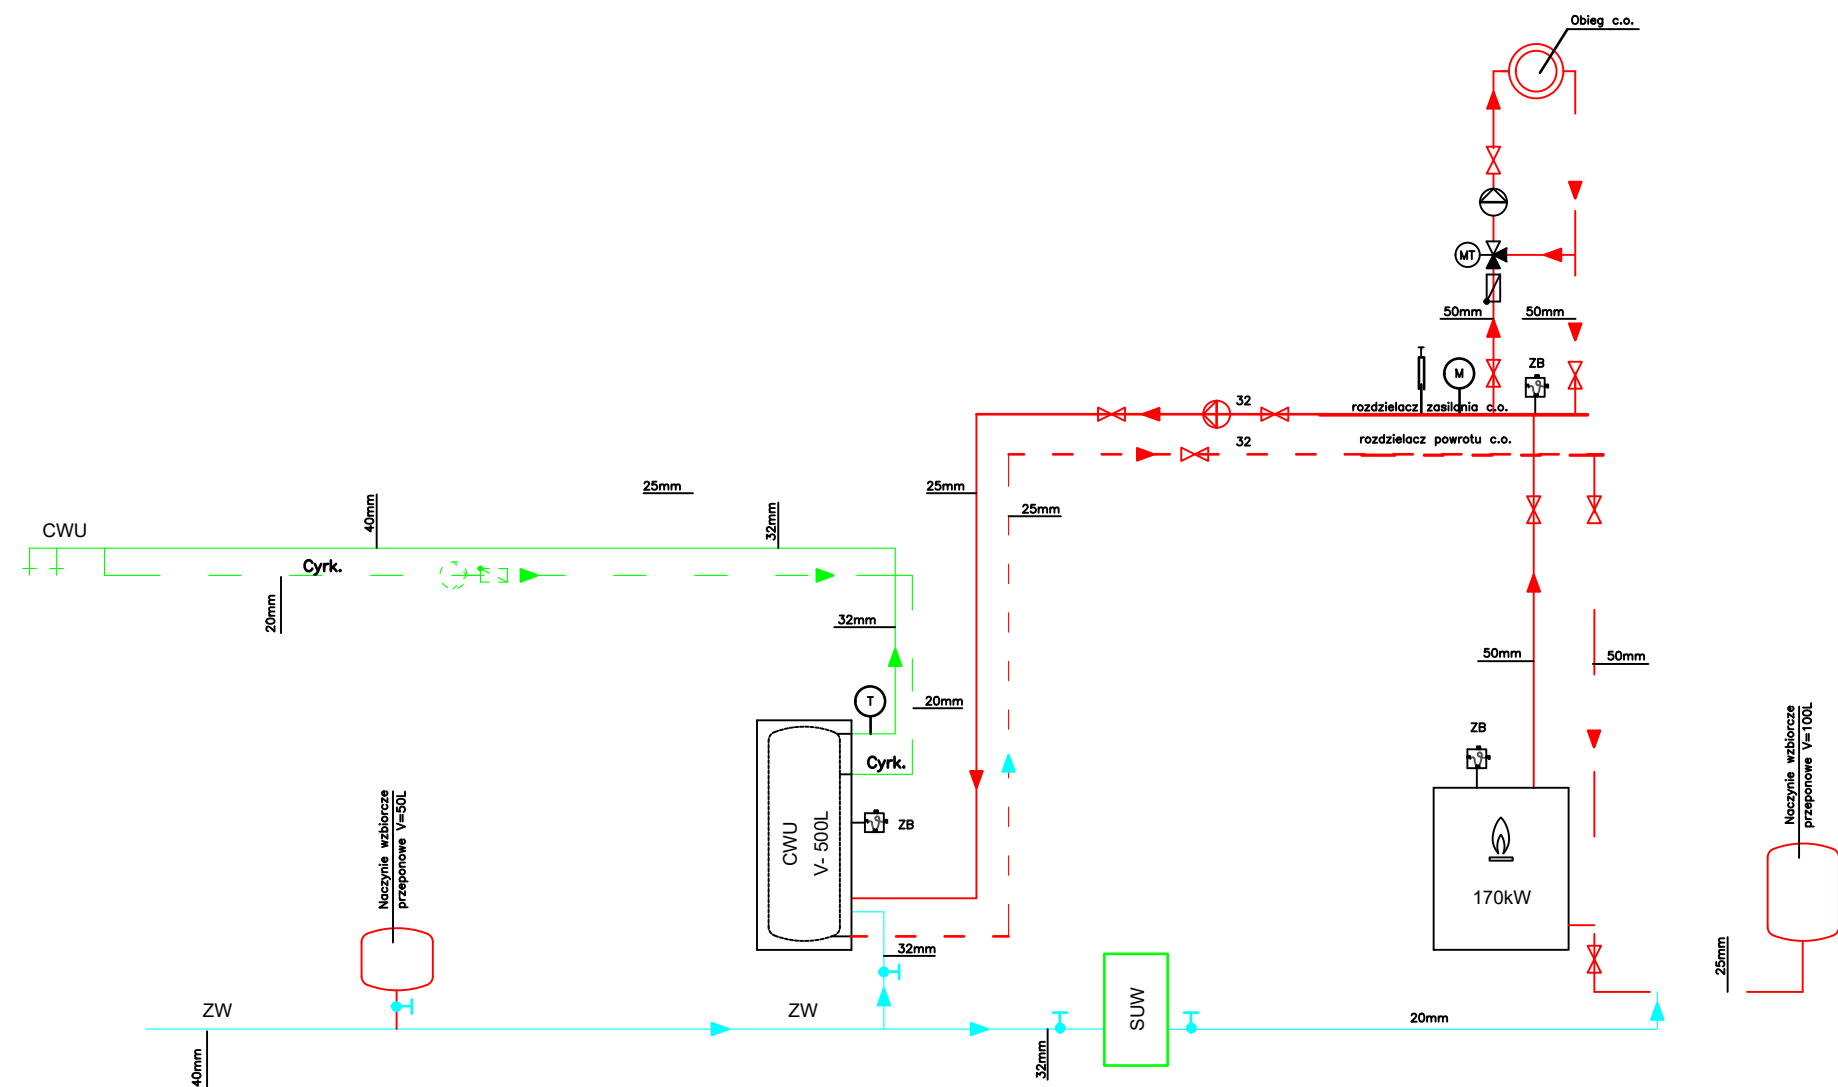 Obieg c.o.
MT
50mm
50mm
ZB
M
32
rozdzielacz zasilania c.o.
32
rozdzielacz powrotu c.o.
25mm
25mm
25mm
40mm
32mm
CWU
Cyrk.
20mm
32mm
50mm
50mm
20mm
T
Cyrk.
ZB
ZB
CWU
V- 500L
170kW
Naczynie wzbiorcze
przeponowe V=50L
Naczynie wzbiorcze
przeponowe V=100L
32mm
25mm
ZW
ZW
SUW
20mm
40mm
32mm